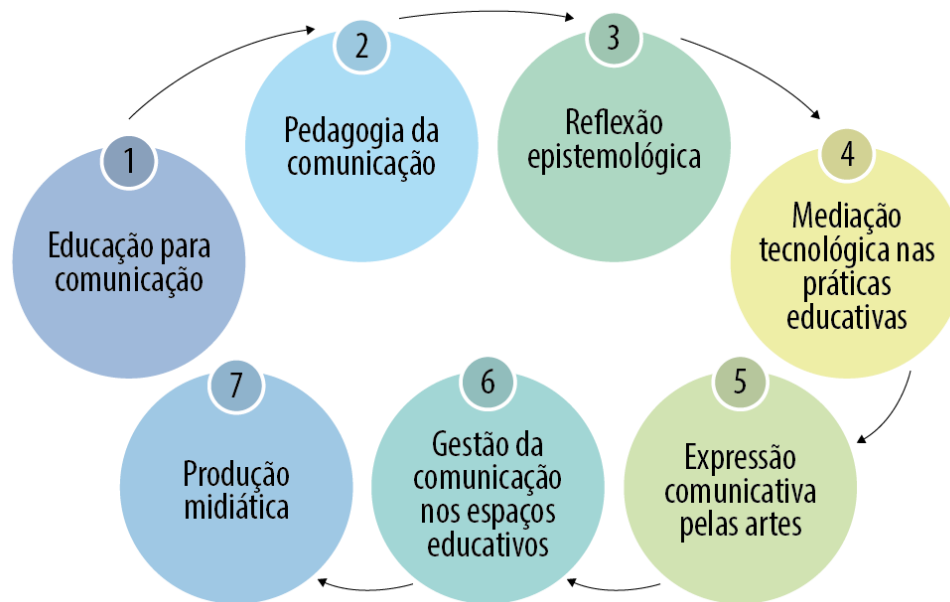 1
Educação para
comunicação
2
Pedagogia da
comunicação
3
Reflexão
epistemológica
4
Mediação
tecnológica nas
práticas
educativas
5
Expressão
comunicativa
pelas artes
6
Gestão da
comunicação
nos espaços
educativos
7
Produção
midiática